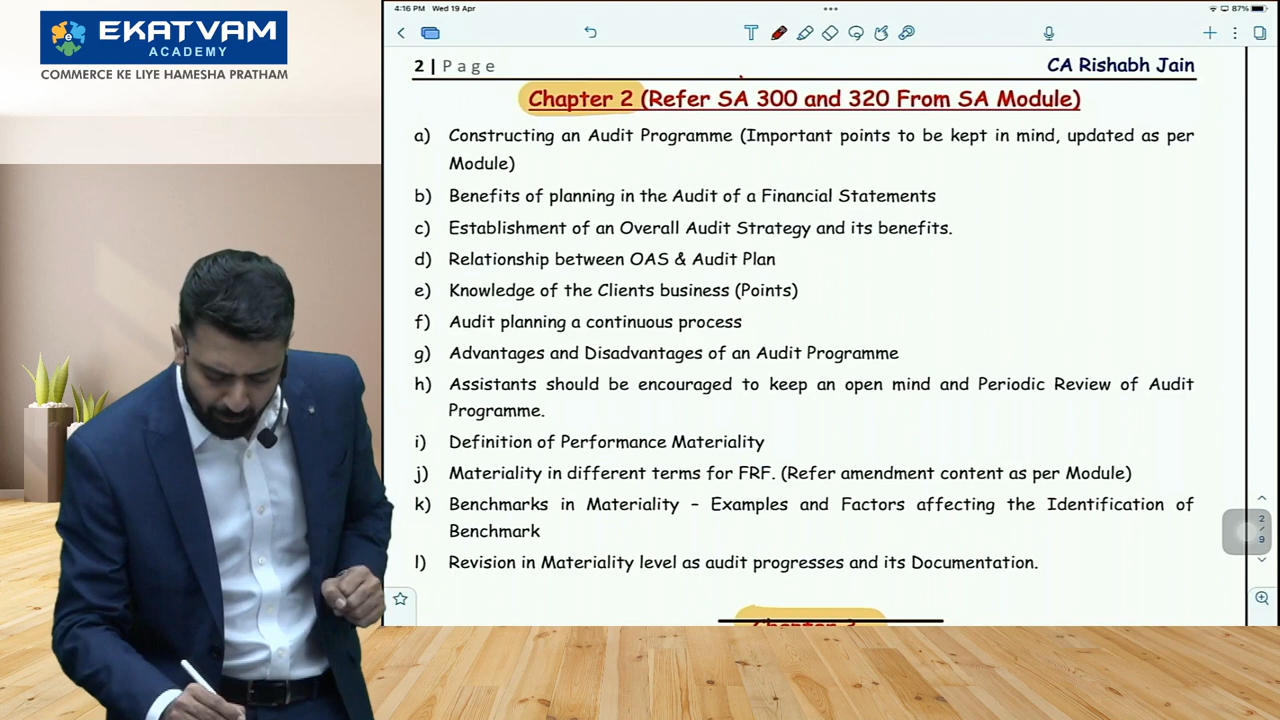 EKATVAM
ACADEMY
COMMERCE KE LIYE HAMESHA PRATHAM
4:16 PM Wed 19 Apr
87%
2 | Page
CA Rishabh Jain
Chapter 2 (Refer SA 300 and 320 From SA Module)
a) Constructing an Audit Programme (Important points to be kept in mind, updated as per
Module)
b) Benefits of planning in the Audit of a Financial Statements
c) Establishment of an Overall Audit Strategy and its benefits.
d) Relationship between OAS & Audit Plan
e) Knowledge of the Clients business (Points)
f) Audit planning a continuous process
g) Advantages and Disadvantages of an Audit Programme
h) Assistants should be encouraged to keep an open mind and Periodic Review of Audit
Programme.
i) Definition of Performance Materiality
j) Materiality in different terms for FRF. (Refer amendment content as per Module)
k) Benchmarks in Materiality – Examples and Factors affecting the Identification of
Benchmark
l) Revision in Materiality level as audit progresses and its Documentation.
2
/
9